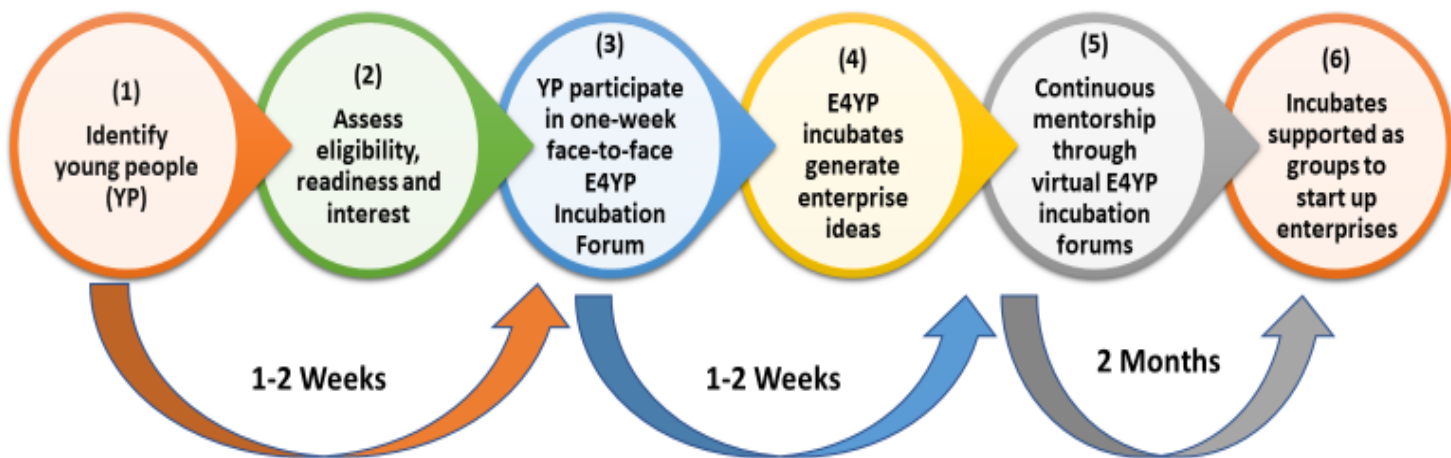 (1)
Identify
young people
(YP)
(2)
Assess
eligibility,
readiness and
interest
(3)
YP participate
in one-week
face-to-face
E4YP
Incubation
Forum
(4)
E4YP
incubates
generate
enterprise
ideas
(5)
Continuous
mentorship
through
virtual E4YP
incubation
forums
(6)
Incubates
supported as
groups to
start up
enterprises
1-2 Weeks
1-2 Weeks
2 Months